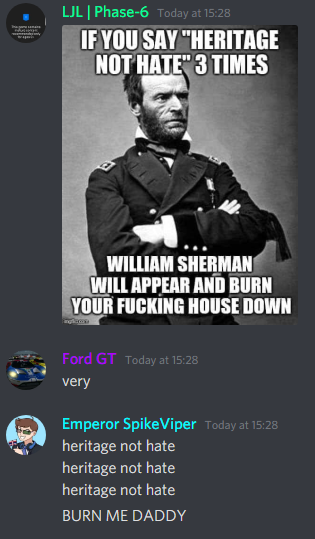 LJL | Phase-6 Today at 15:28
IF YOU SAY "HERITAGE
NOT HATE" 3 TIMES
WILLIAM SHERMAN
WILL APPEAR AND BURN
YOUR FUCKING HOUSE DOWN
imgflip.com
Ford GT Today at 15:28
very
Emperor SpikeViper Today at 15:28
heritage not hate
heritage not hate
heritage not hate
BURN ME DADDY